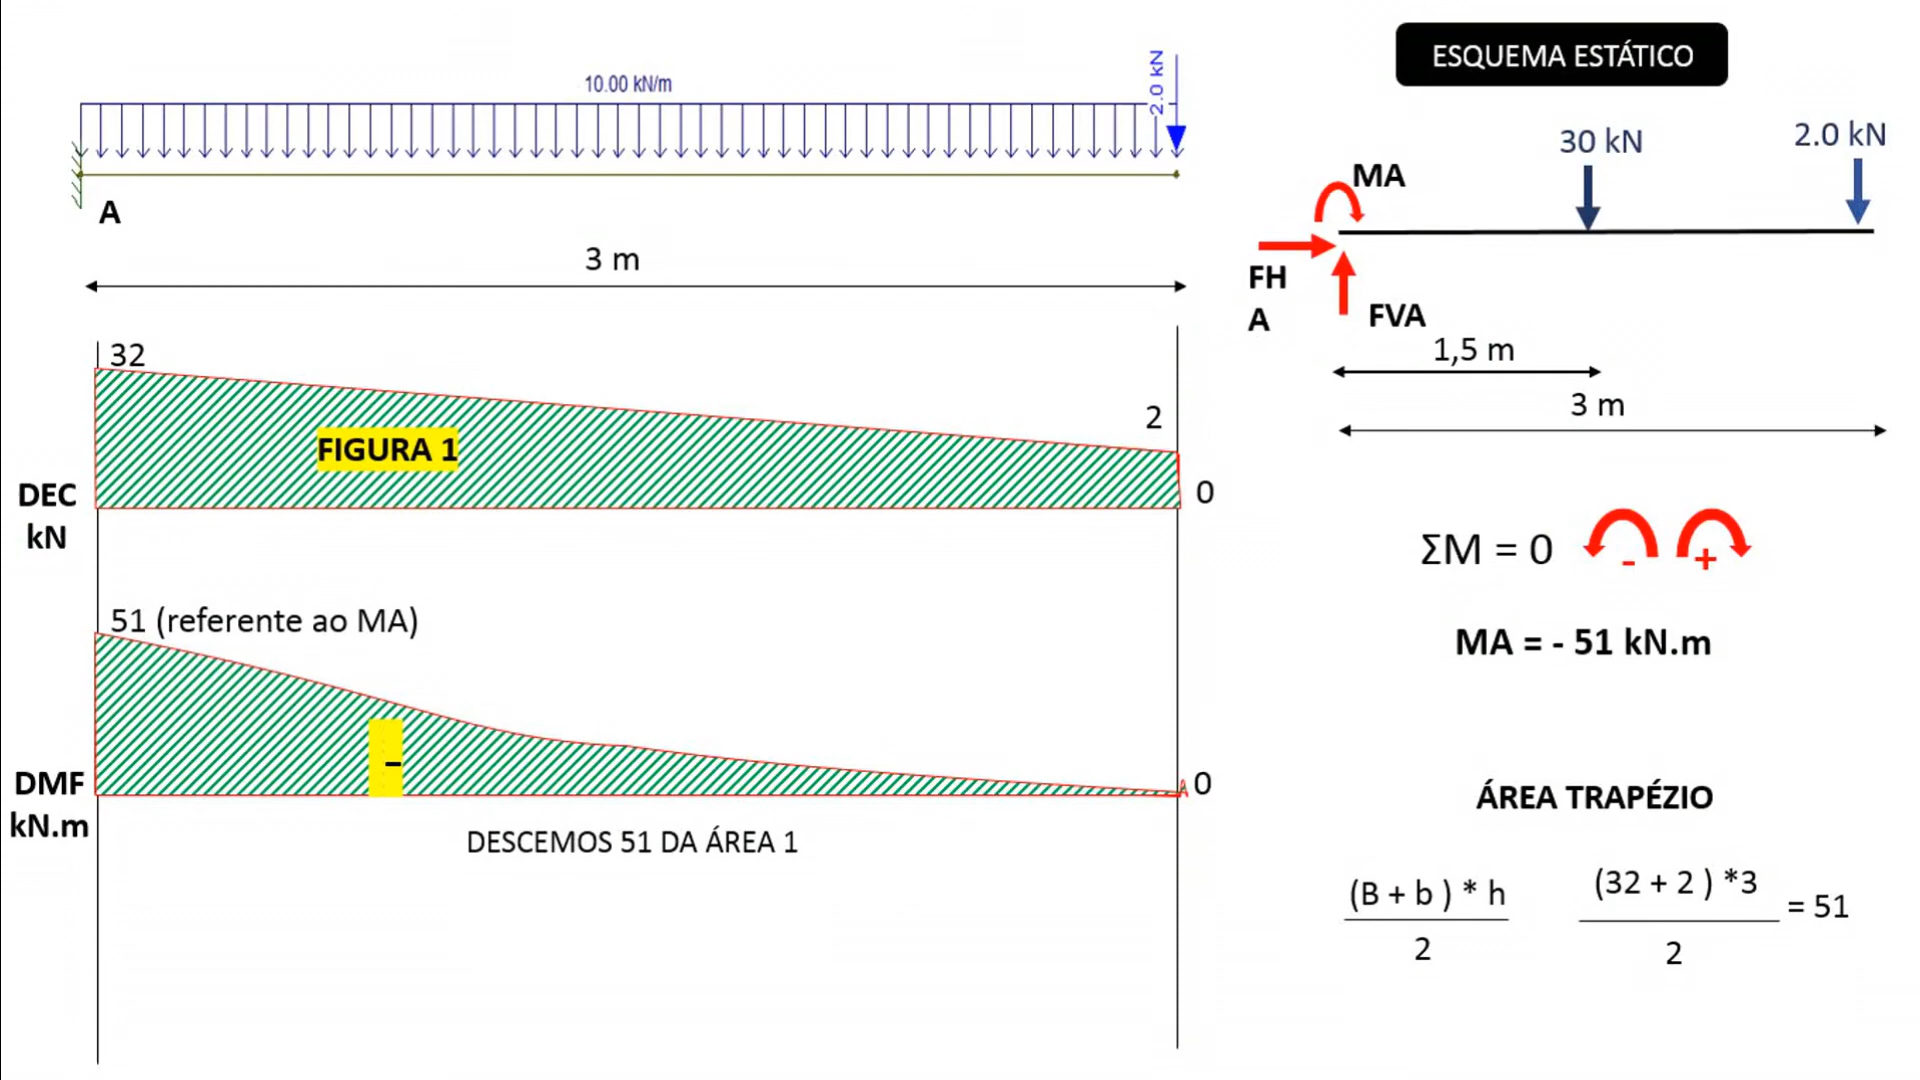 ESQUEMA ESTÁTICO
10.00 kN/m
2.0 kN
A
3 m
30 kN
2.0 kN
MA
FH
A
FVA
1,5 m
3 m
32
2
FIGURA 1
0
DEC
kN
ΣM = 0
- +
51 (referente ao MA)
MA = - 51 kN.m
–
0
DMF
kN.m
DESCEMOS 51 DA ÁREA 1
ÁREA TRAPÉZIO
(B + b ) * h
2
(32 + 2 ) *3
2
= 51